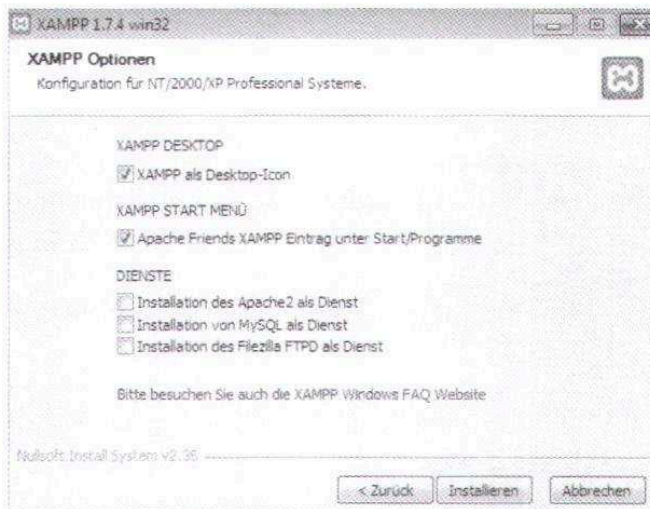 XAMPP 1.7.4 win32
XAMPP Optionen
Konfiguration für NT/2000/XP Professional Systeme.
XAMPP DESKTOP
XAMPP als Desktop-Icon
XAMPP START MENÜ
Apache Friends XAMPP Eintrag unter Start/Programme
DIENSTE
Installation des Apache2 als Dienst
Installation von MySQL als Dienst
Installation des Filezilla FTPD als Dienst
Bitte besuchen Sie auch die XAMPP Windows FAQ Website
Nullsoft Install System v2.35
< Zurück Installieren Abbrechen